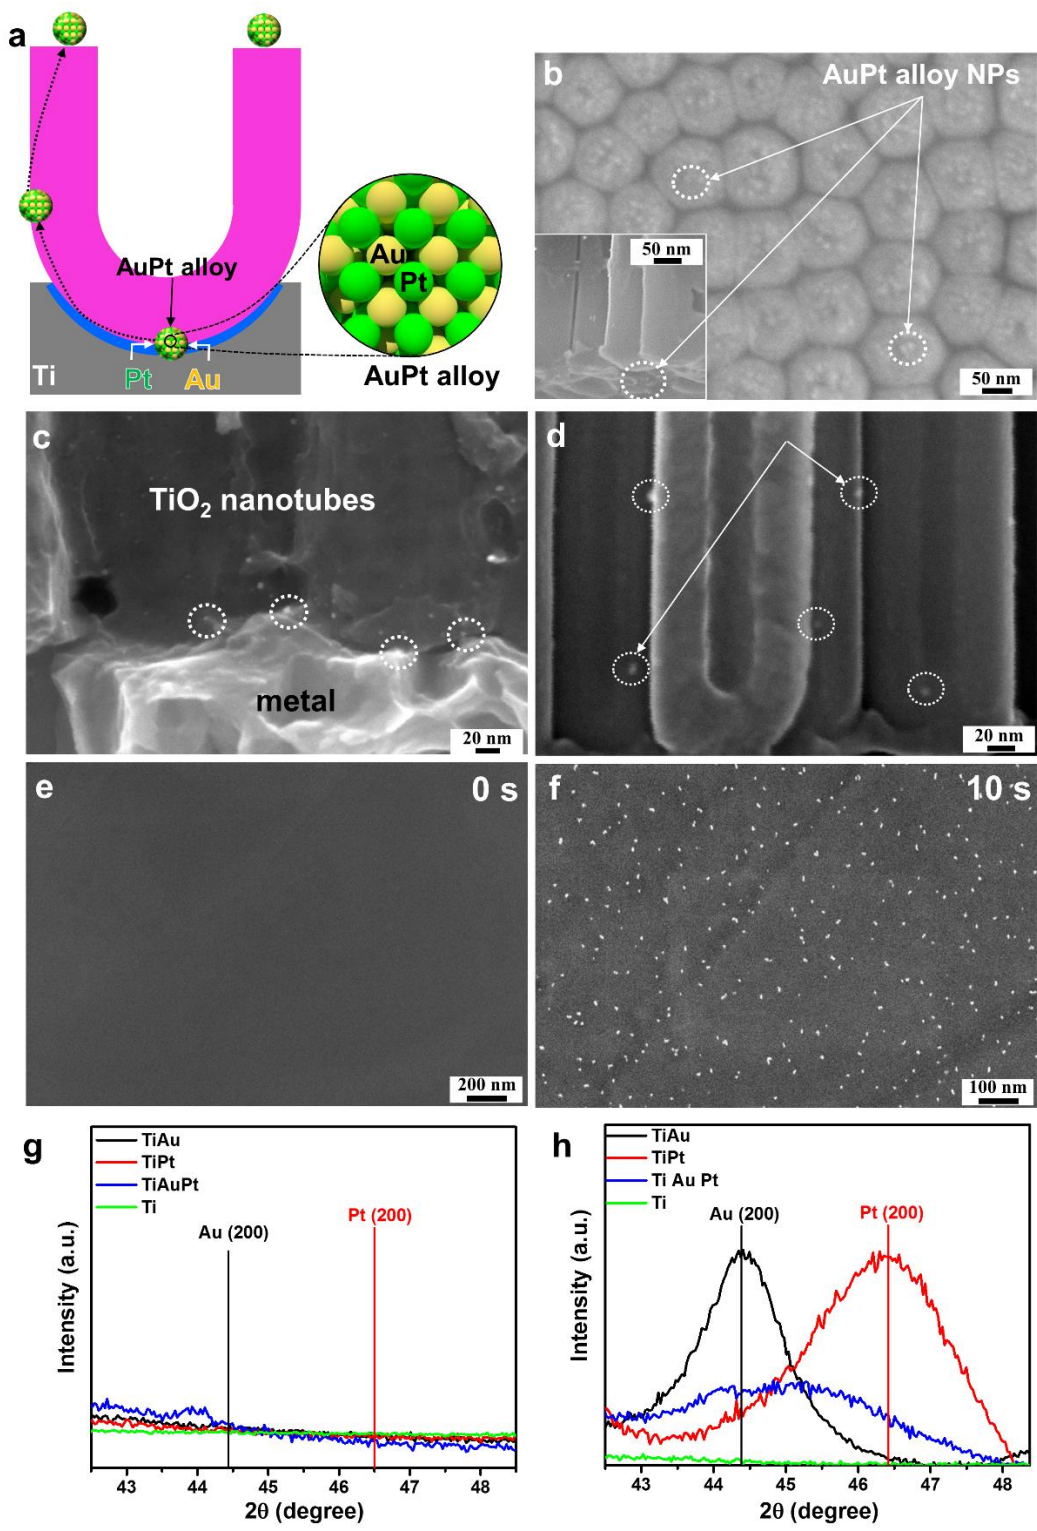 a
AuPt alloy
Au
Pt
Ti
Pt
Au
AuPt alloy
b
AuPt alloy NPs
50 nm
50 nm
c
TiO₂ nanotubes
metal
20 nm
d
20 nm
e
0 s
200 nm
f
10 s
100 nm
g
TiAu
TiPt
TiAuPt
Ti
Au (200)
Pt (200)
Intensity (a.u.)
43 44 45 46 47 48
2θ (degree)
h
TiAu
TiPt
Ti Au Pt
Ti
Au (200)
Pt (200)
Intensity (a.u.)
43 44 45 46 47 48
2θ (degree)